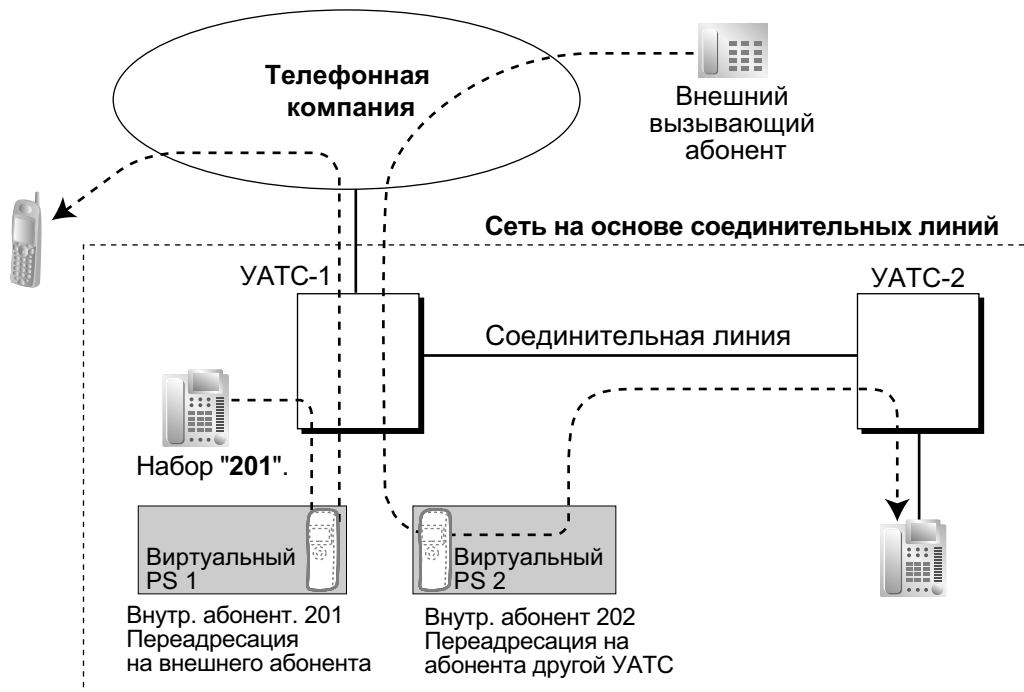 Телефонная
компания
Внешний
вызывающий
абонент
Сеть на основе соединительных линий
УАТС-1
УАТС-2
Соединительная линия
Набор "201".
Виртуальный
PS 1
Виртуальный
PS 2
Внутр. абонент. 201
Переадресация
на внешнего абонента
Внутр. абонент 202
Переадресация на
абонента другой УАТС